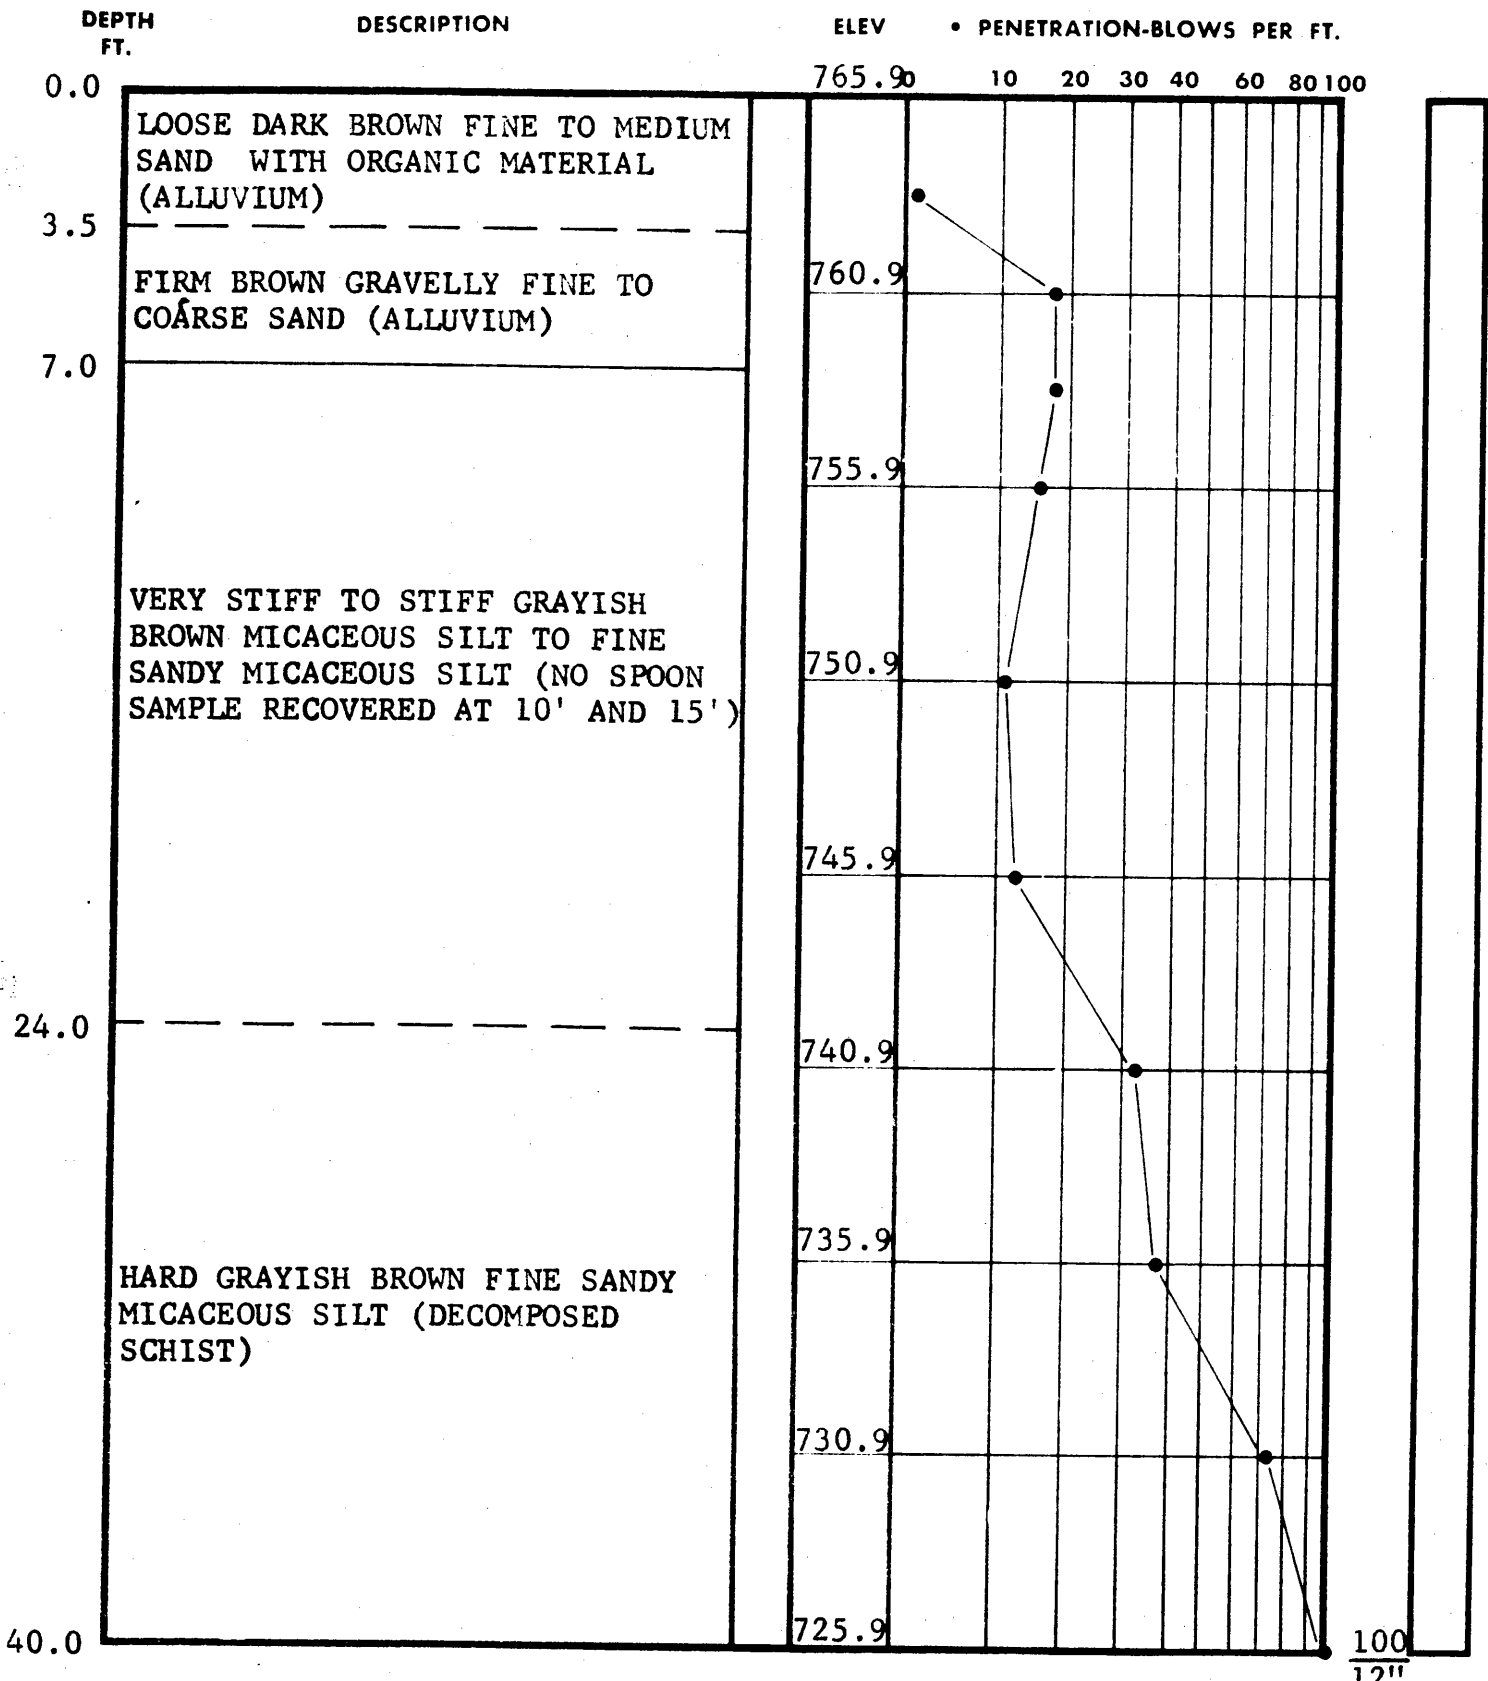 DEPTH FT.
DESCRIPTION
ELEV
• PENETRATION-BLOWS PER FT.
0.0
765.9
0 10 20 30 40 60 80 100
LOOSE DARK BROWN FINE TO MEDIUM
SAND WITH ORGANIC MATERIAL
(ALLUVIUM)
3.5
760.9
FIRM BROWN GRAVELLY FINE TO
COARSE SAND (ALLUVIUM)
7.0
755.9
VERY STIFF TO STIFF GRAYISH
BROWN MICACEOUS SILT TO FINE
SANDY MICACEOUS SILT (NO SPOON
SAMPLE RECOVERED AT 10' AND 15')
750.9
745.9
24.0
740.9
735.9
HARD GRAYISH BROWN FINE SANDY
MICACEOUS SILT (DECOMPOSED
SCHIST)
730.9
40.0
725.9
100
12"